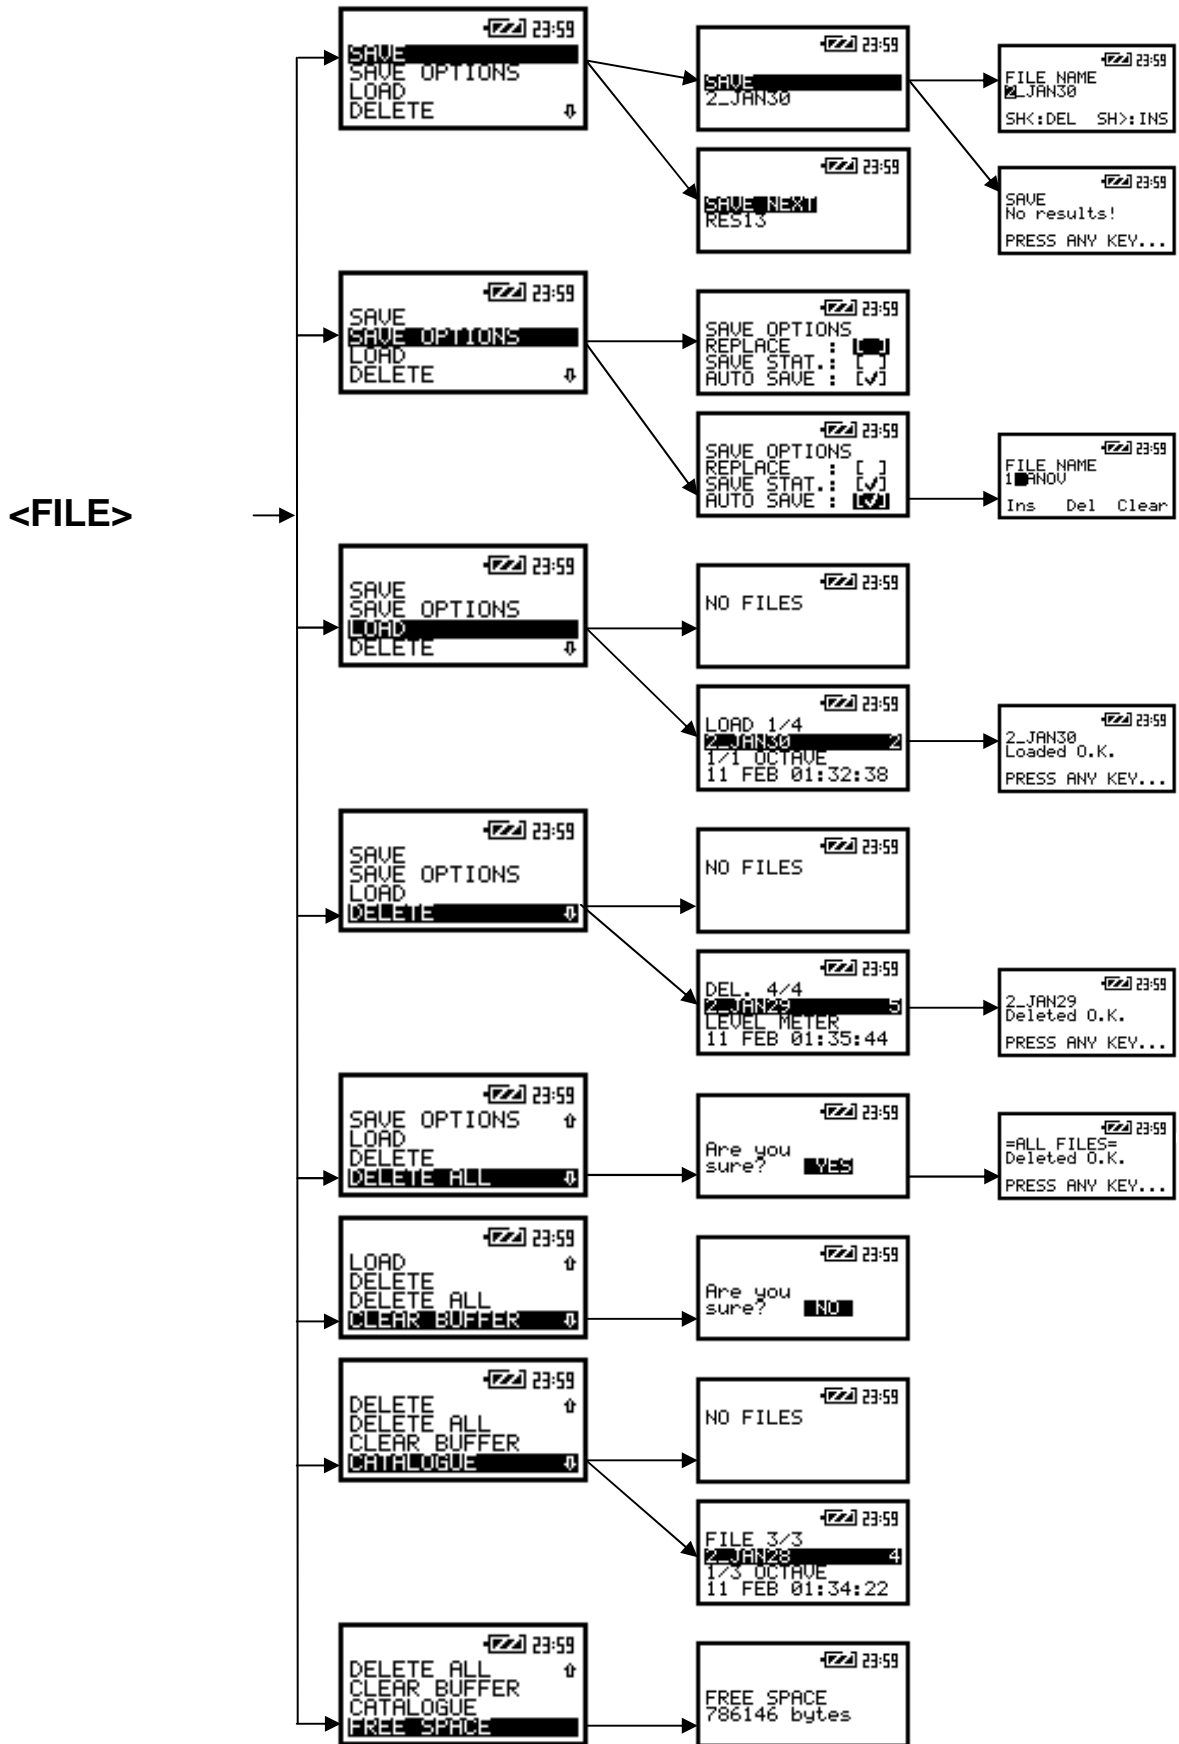 23:59
SAVE
SAVE OPTIONS
LOAD
DELETE
23:59
SAVE
2_JAN30
23:59
FILE NAME
2_JAN30
SH<:DEL SH>:INS
23:59
SAVE NEXT
RES13
23:59
SAVE
No results!
PRESS ANY KEY...
23:59
SAVE
SAVE OPTIONS
LOAD
DELETE
23:59
SAVE OPTIONS
REPLACE : [ ]
SAVE STAT.: [ ]
AUTO SAVE : [√]
23:59
SAVE OPTIONS
REPLACE : [ ]
SAVE STAT.: [√]
AUTO SAVE : [√]
23:59
FILE NAME
1 ANOV
Ins Del Clear
<FILE>
23:59
SAVE
SAVE OPTIONS
LOAD
DELETE
23:59
NO FILES
23:59
LOAD 1/4
2_JAN30 2
1/1 OCTAVE
11 FEB 01:32:38
23:59
2_JAN30
Loaded O.K.
PRESS ANY KEY...
23:59
SAVE
SAVE OPTIONS
LOAD
DELETE
23:59
NO FILES
23:59
DEL. 4/4
2_JAN29 5
LEVEL METER
11 FEB 01:35:44
23:59
2_JAN29
Deleted O.K.
PRESS ANY KEY...
23:59
SAVE OPTIONS
LOAD
DELETE
DELETE ALL
23:59
Are you
sure? YES
23:59
=ALL FILES=
Deleted O.K.
PRESS ANY KEY...
23:59
LOAD
DELETE
DELETE ALL
CLEAR BUFFER
23:59
Are you
sure? NO
23:59
DELETE
DELETE ALL
CLEAR BUFFER
CATALOGUE
23:59
NO FILES
23:59
FILE 3/3
2_JAN28 4
1/3 OCTAVE
11 FEB 01:34:22
23:59
DELETE ALL
CLEAR BUFFER
CATALOGUE
FREE SPACE
23:59
FREE SPACE
786146 bytes